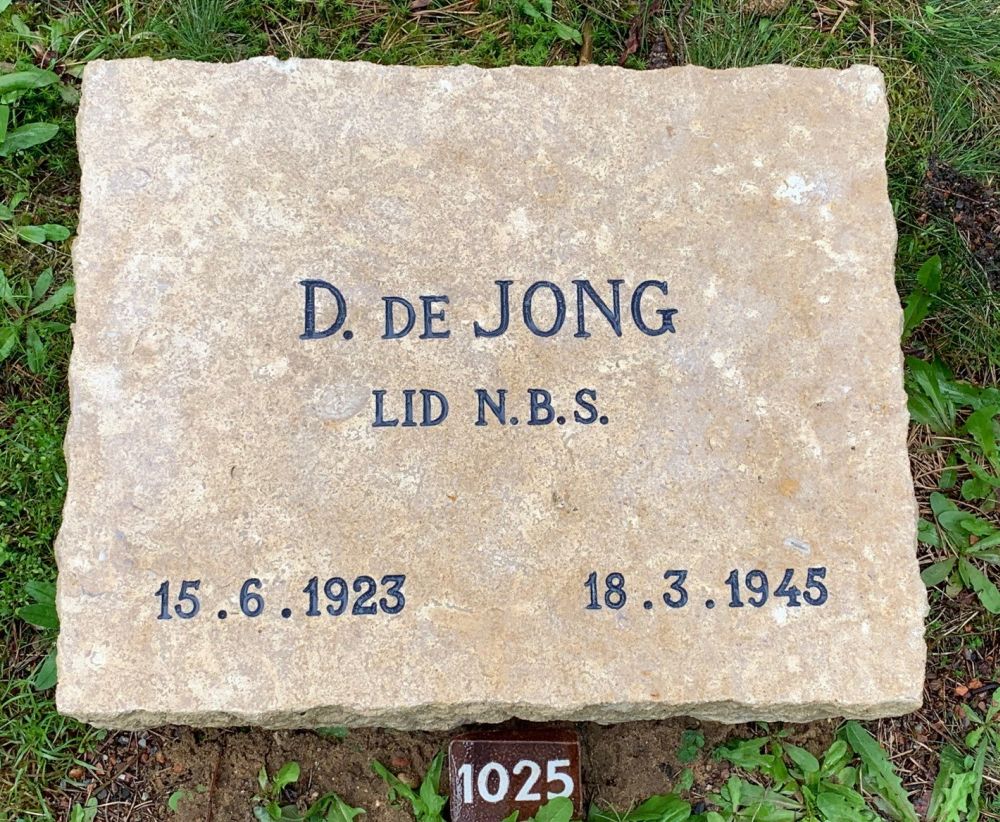 D. DE JONG
LID N.B.S.
15.6.1923 18.3.1945
1025